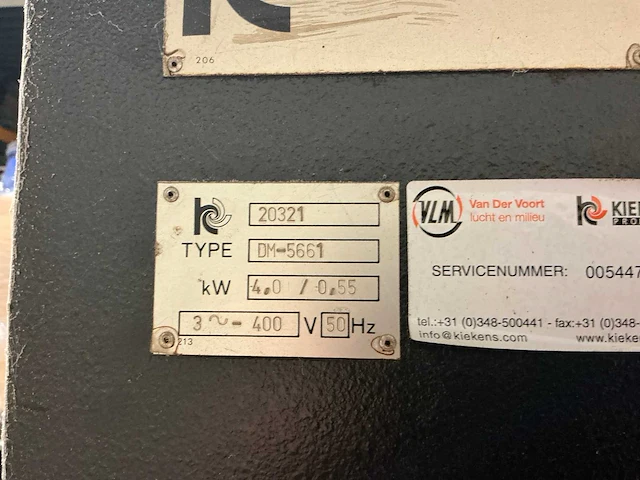 206
20321
TYPE DM-5661
kW 4.0 / 0.55
3 ~ - 400 V 50 Hz
213
VLM Van Der Voort
lucht en milieu
SERVICENUMMER: 005447
tel.:+31 (0)348-500441 - fax:+31 (0)348-
info@kiekens.com www.kieke